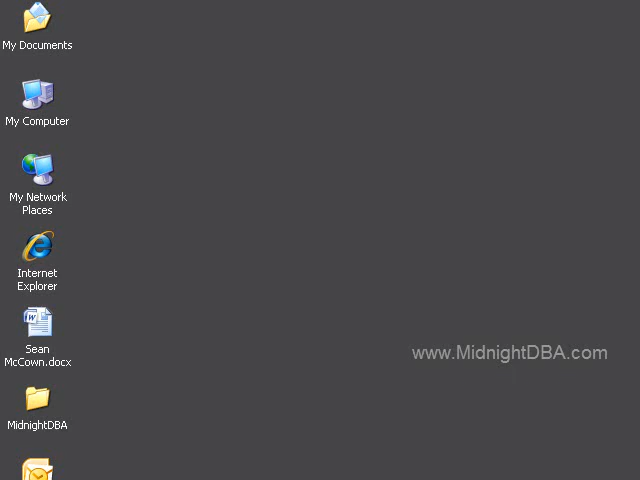 My Documents
My Computer
My Network
Places
Internet
Explorer
Sean
McCown.docx
www.MidnightDBA.com
MidnightDBA